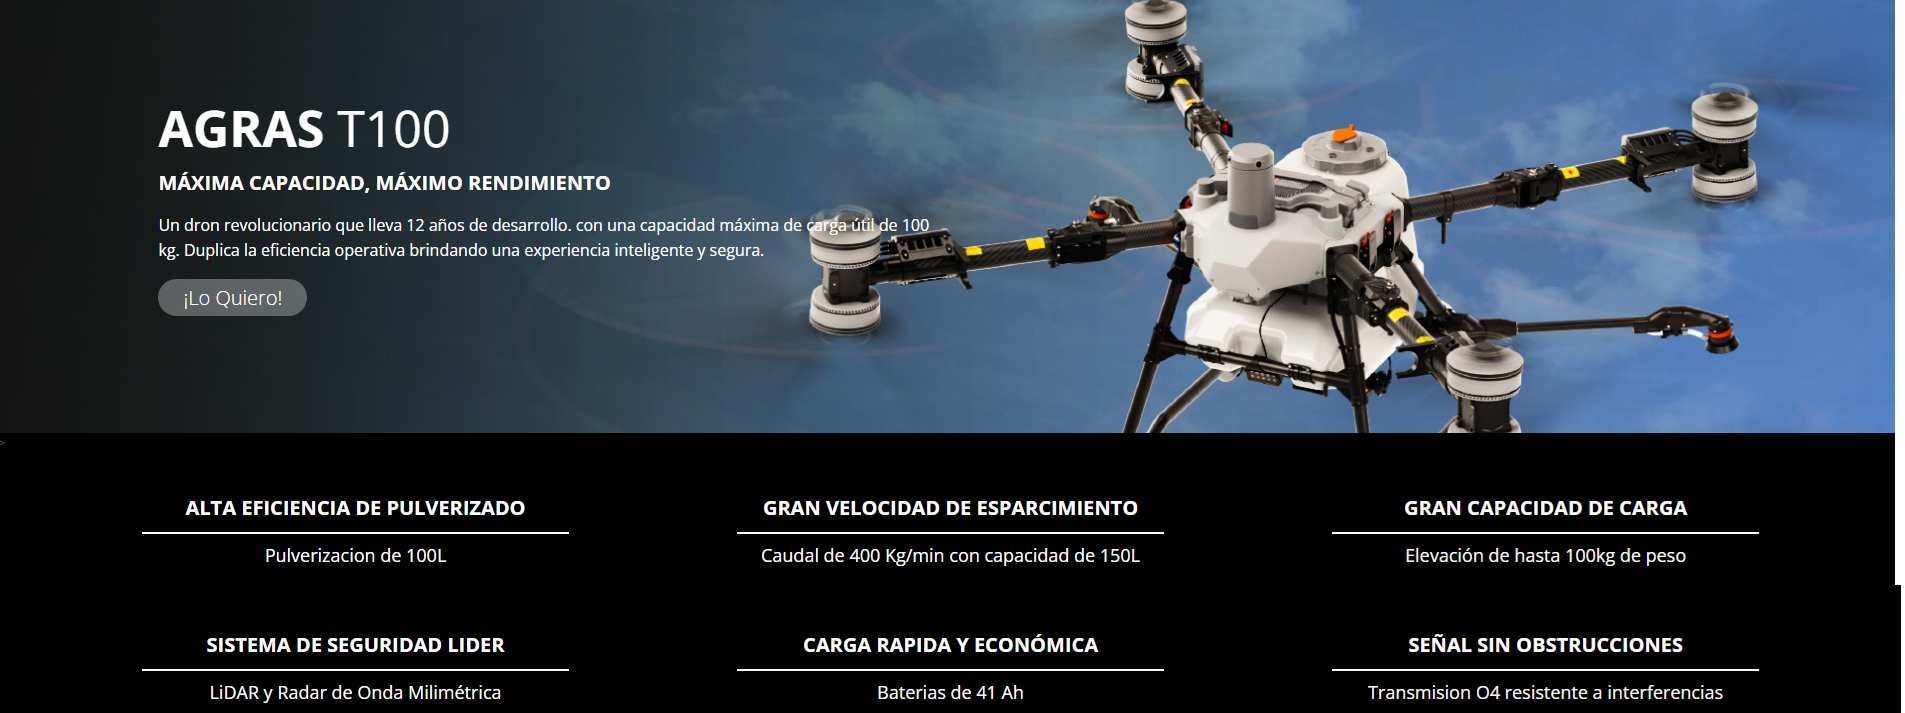 AGRAS T100
MÁXIMA CAPACIDAD, MÁXIMO RENDIMIENTO
Un dron revolucionario que lleva 12 años de desarrollo. con una capacidad máxima de carga útil de 100
kg. Duplica la eficiencia operativa brindando una experiencia inteligente y segura.
¡Lo Quiero!
>
ALTA EFICIENCIA DE PULVERIZADO
Pulverizacion de 100L
GRAN VELOCIDAD DE ESPARCIMIENTO
Caudal de 400 Kg/min con capacidad de 150L
GRAN CAPACIDAD DE CARGA
Elevación de hasta 100kg de peso
SISTEMA DE SEGURIDAD LIDER
LiDAR y Radar de Onda Milimétrica
CARGA RAPIDA Y ECONÓMICA
Baterias de 41 Ah
SEÑAL SIN OBSTRUCCIONES
Transmision O4 resistente a interferencias